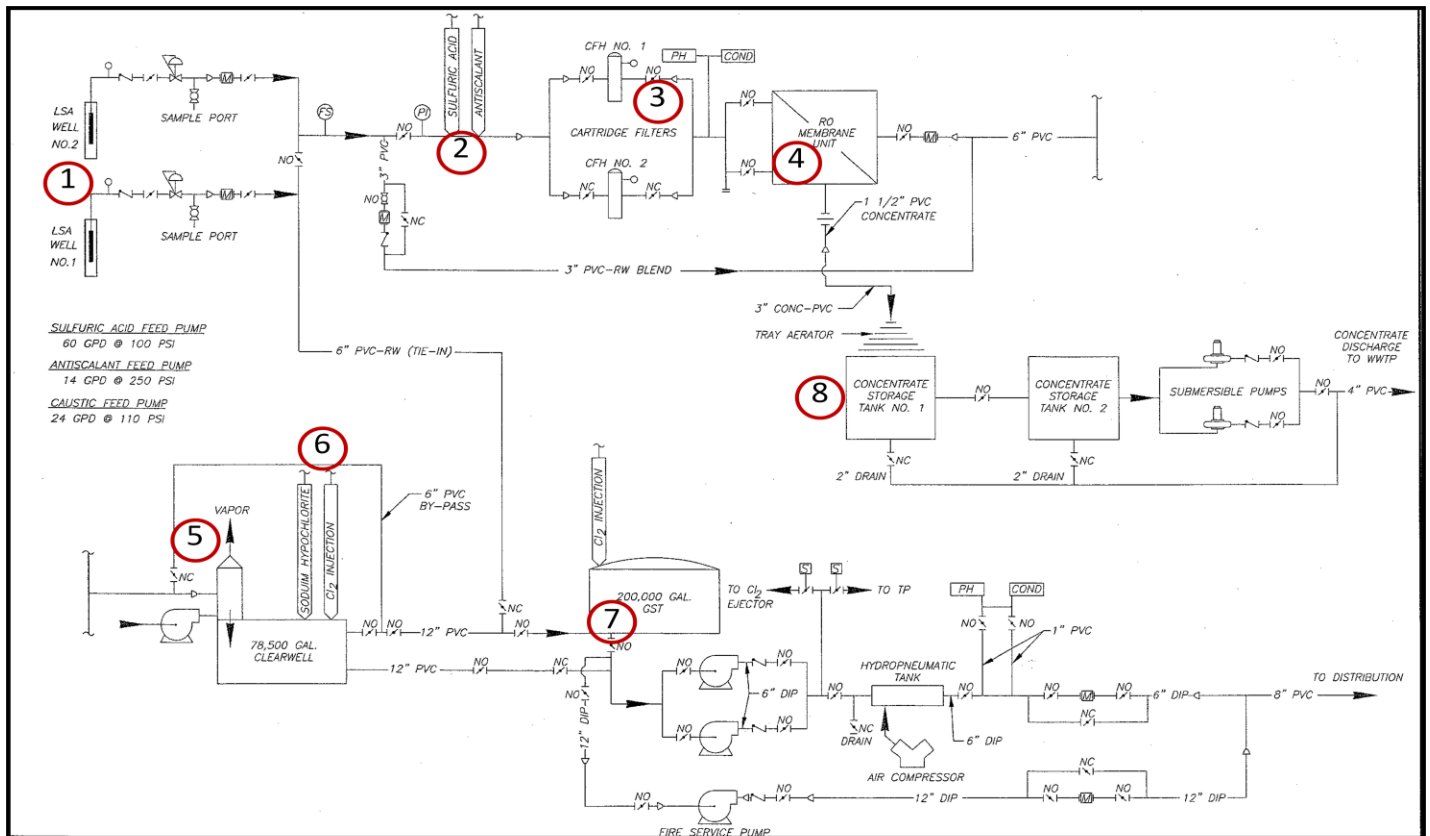 SULFURIC ACID
ANTISCALANT
CFH NO. 1
PH
COND
NO
NO
3
NO
LSA
WELL
NO.2
M
SAMPLE PORT
FS
NO
PI
2
CARTRIDGE FILTERS
RO
MEMBRANE
UNIT
4
NO
M
6" PVC
1
NO
3" PVC
CFH NO. 2
NO
NC
NC
M
NO
M
NC
1 1/2" PVC
CONCENTRATE
LSA
WELL
NO.1
SAMPLE PORT
3" PVC-RW BLEND
3" CONC-PVC
SULFURIC ACID FEED PUMP
60 GPD @ 100 PSI
ANTISCALANT FEED PUMP
14 GPD @ 250 PSI
CAUSTIC FEED PUMP
24 GPD @ 110 PSI
6" PVC-RW (TIE-IN)
TRAY AERATOR
CONCENTRATE
DISCHARGE
TO WWTP
8
CONCENTRATE
STORAGE
TANK NO. 1
NO
CONCENTRATE
STORAGE
TANK NO. 2
NO
SUBMERSIBLE PUMPS
NO
NO
4" PVC
NC
2" DRAIN
NC
2" DRAIN
6
6" PVC
BY-PASS
VAPOR
5
NC
SODUIM HYPOCHLORITE
Cl2 INJECTION
Cl2 INJECTION
78,500 GAL.
CLEARWELL
NO
NO
12" PVC
NC
NO
200,000 GAL.
GST
7
NO
TO Cl2
EJECTOR
S
S
TO TP
PH
COND
NO
NO
1" PVC
12" PVC
NO
NC
NO
12" DIP
NO
NO
NO
NO
6" DIP
NO
NC
DRAIN
HYDROPNEUMATIC
TANK
NO
6" DIP
AIR COMPRESSOR
NO
M
NO
NC
6" DIP
8" PVC
TO DISTRIBUTION
NO
FIRE SERVICE PUMP
12" DIP
NC
NO
M
NO
12" DIP